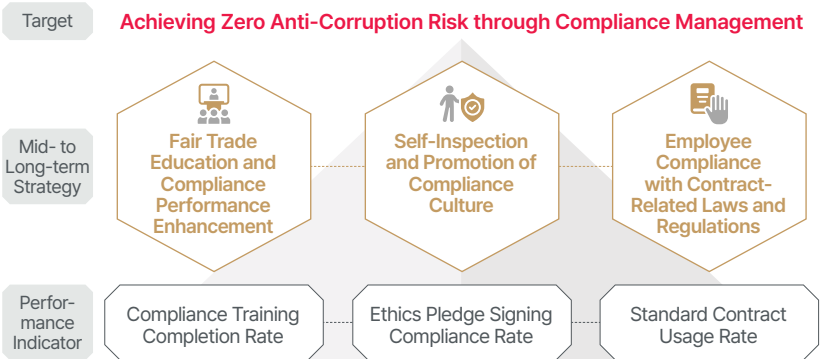 Target
Achieving Zero Anti-Corruption Risk through Compliance Management
Mid- to
Long-term
Strategy
Fair Trade
Education and
Compliance
Performance
Enhancement
Self-Inspection
and Promotion of
Compliance
Culture
Employee
Compliance
with Contract-
Related Laws and
Regulations
Perfor-
mance
Indicator
Compliance Training
Completion Rate
Ethics Pledge Signing
Compliance Rate
Standard Contract
Usage Rate